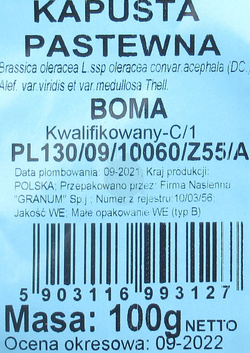 KAPUSTA
PASTEWNA
Brassica oleracea L.ssp oleracea convar.acephala (DC.)
Alef. var.viridis et var.medullosa Thell.
BOMA
Kwalifikowany-C/1
PL130/09/10060/Z55/A
Data plombowania: 09-2021; Kraj produkcji:
POLSKA; Przepakowano przez: Firma Nasienna
"GRANUM" Sp.j.; Numer z rejestru:10/03/56;
Jakość WE; Małe opakowanie WE (typ B)
5 903116 993127
Masa: 100g NETTO
Ocena okresowa: 09-2022